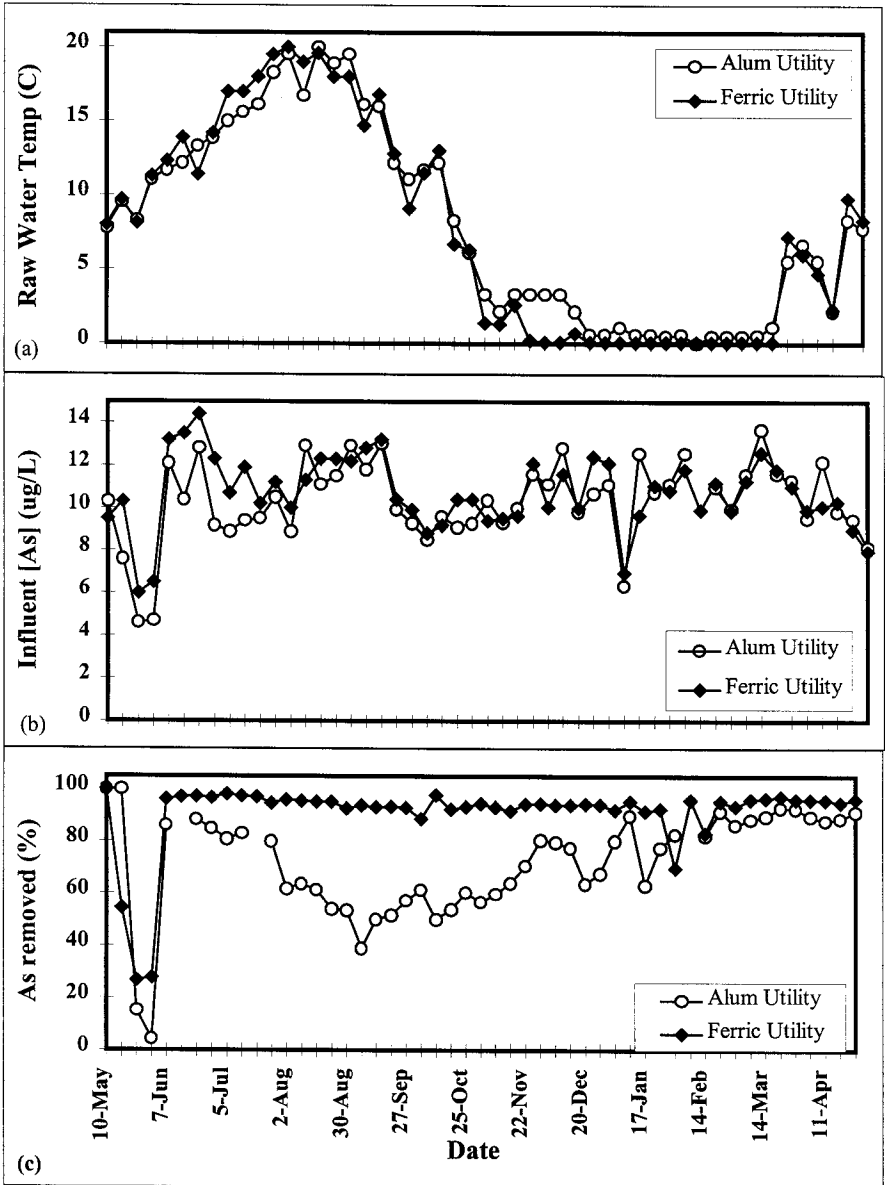 20
15
10
5
0
Raw Water Temp (C)
Alum Utility
Ferric Utility
(a)
14
12
10
8
6
4
2
0
Influent [As] (ug/L)
Alum Utility
Ferric Utility
(b)
100
80
60
40
20
0
As removed (%)
Alum Utility
Ferric Utility
10-May
7-Jun
5-Jul
2-Aug
30-Aug
27-Sep
25-Oct
22-Nov
20-Dec
17-Jan
14-Feb
14-Mar
11-Apr
Date
(c)